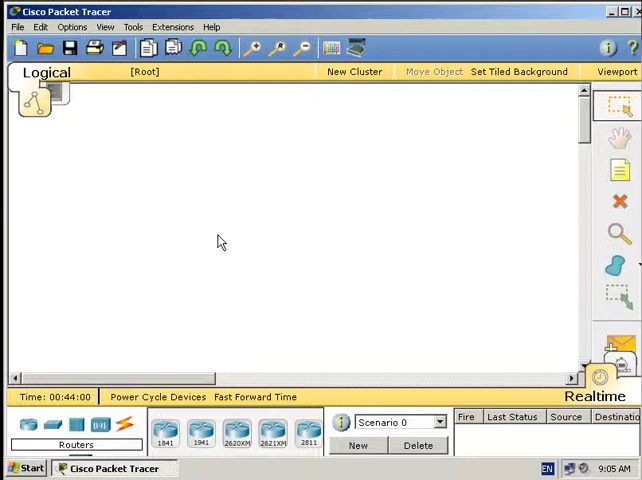 Cisco Packet Tracer
File Edit Options View Tools Extensions Help
Logical [Root] New Cluster Move Object Set Tiled Background Viewport
Time: 00:44:00 Power Cycle Devices Fast Forward Time Realtime
Routers
1841 1941 2620XM 2621XM 2811
Scenario 0
New Delete
Fire Last Status Source Destinatio
Start Cisco Packet Tracer EN 9:05 AM